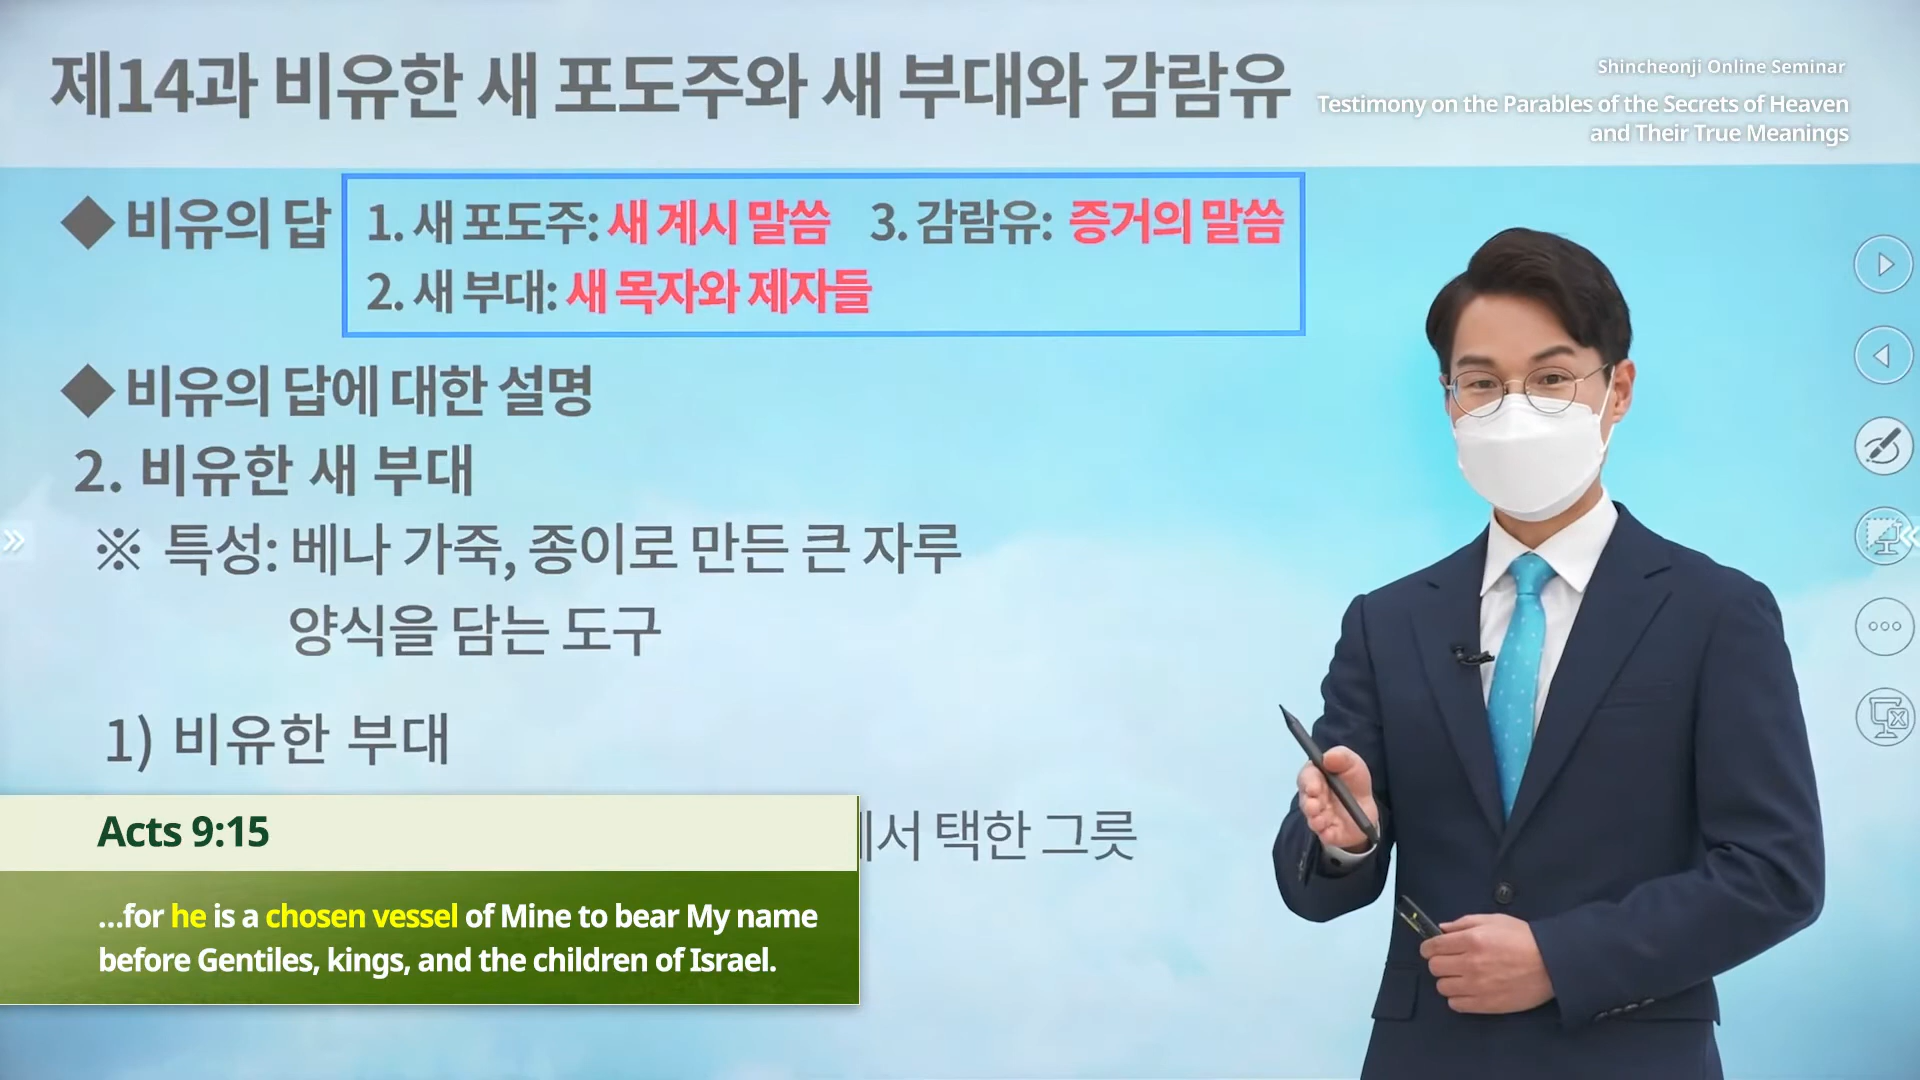 제14과 비유한 새 포도주와 새 부대와 감람유
Shincheonji Online Seminar
Testimony on the Parables of the Secrets of Heaven
and Their True Meanings
◆ 비유의 답
1. 새 포도주: 새 계시 말씀 3. 감람유: 증거의 말씀
2. 새 부대: 새 목자와 제자들
◆ 비유의 답에 대한 설명
2. 비유한 새 부대
※ 특성: 베나 가죽, 종이로 만든 큰 자루
양식을 담는 도구
1) 비유한 부대
서 택한 그릇
Acts 9:15
...for he is a chosen vessel of Mine to bear My name
before Gentiles, kings, and the children of Israel.